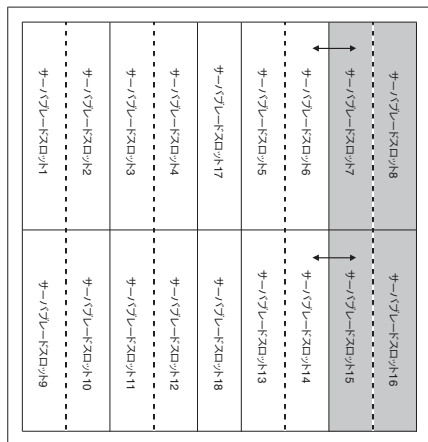 サーバブレードスロット1
サーバブレードスロット2
サーバブレードスロット3
サーバブレードスロット4
サーバブレードスロット17
サーバブレードスロット5
サーバブレードスロット6
サーバブレードスロット7
サーバブレードスロット8
サーバブレードスロット9
サーバブレードスロット10
サーバブレードスロット11
サーバブレードスロット12
サーバブレードスロット18
サーバブレードスロット13
サーバブレードスロット14
サーバブレードスロット15
サーバブレードスロット16